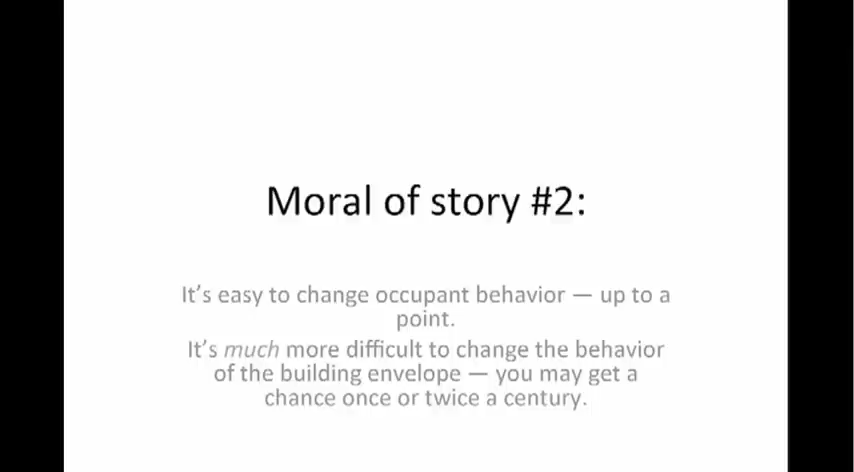 Moral of story #2:
It’s easy to change occupant behavior — up to a
point.
It’s much more difficult to change the behavior
of the building envelope — you may get a
chance once or twice a century.